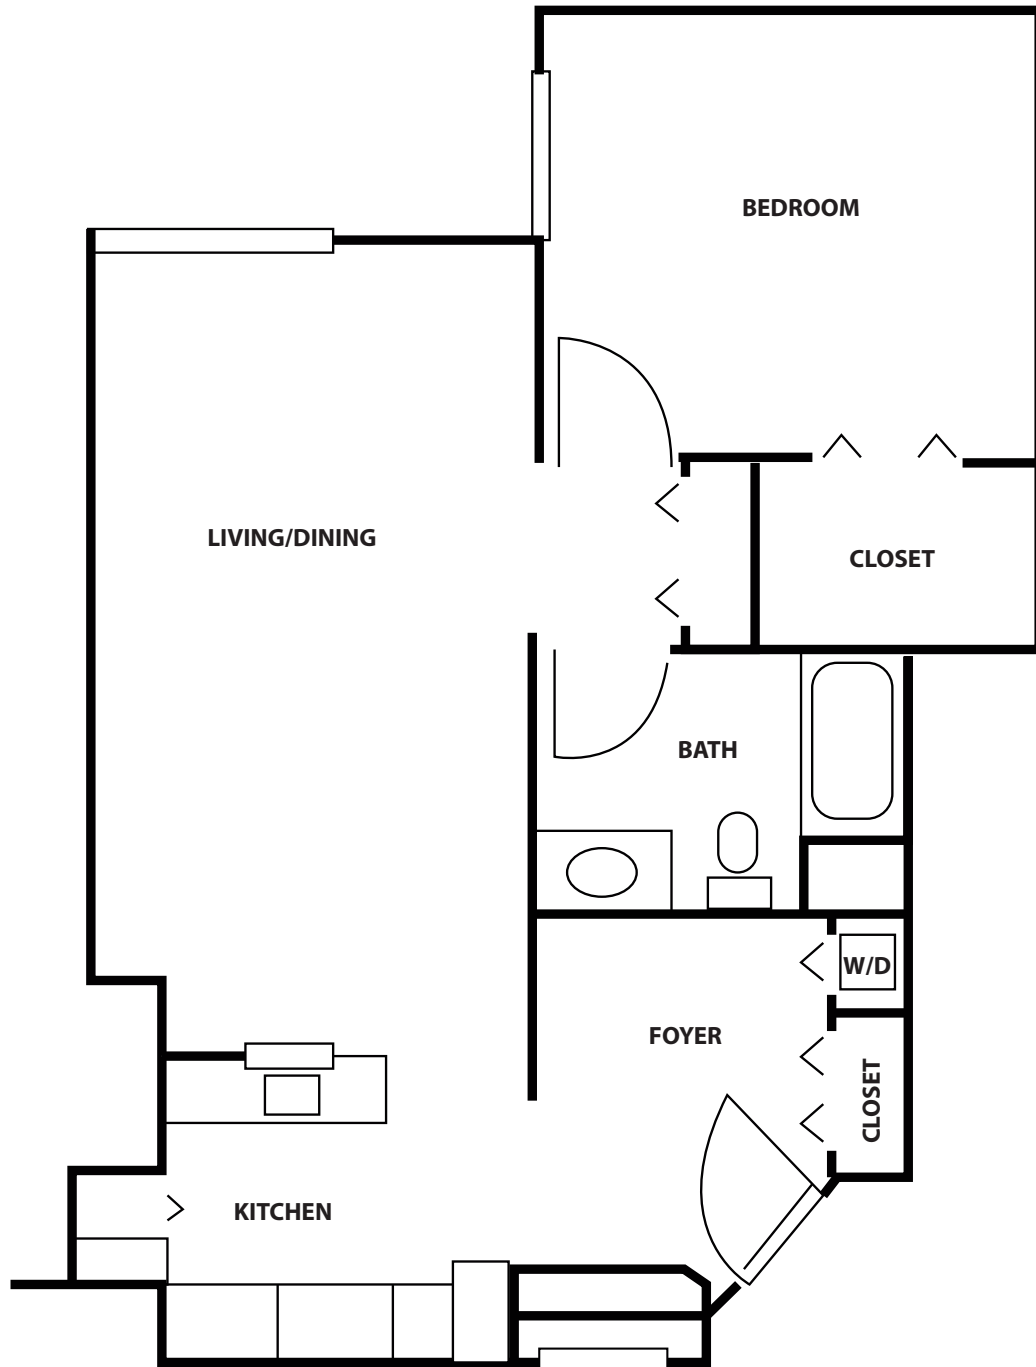 BEDROOM
LIVING/DINING
CLOSET
BATH
W/D
FOYER
CLOSET
KITCHEN